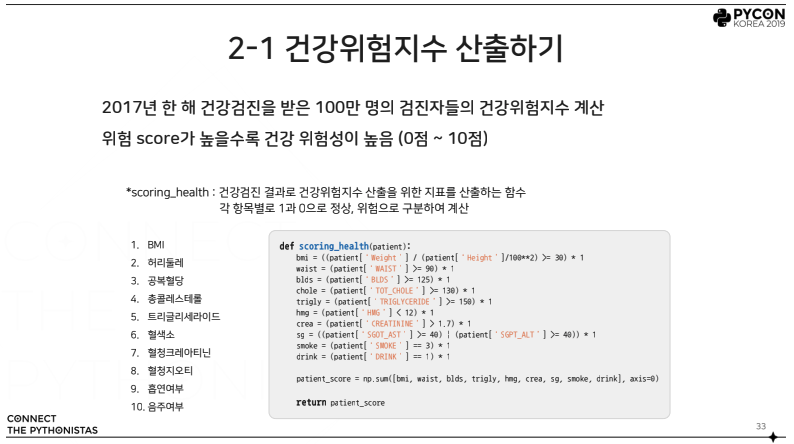 PYCON
KOREA 2019
2-1 건강위험지수 산출하기
2017년 한 해 건강검진을 받은 100만 명의 검진자들의 건강위험지수 계산
위험 score가 높을수록 건강 위험성이 높음 (0점 ~ 10점)
*scoring_health : 건강검진 결과로 건강위험지수 산출을 위한 지표를 산출하는 함수
각 항목별로 1과 0으로 정상, 위험으로 구분하여 계산
1. BMI
2. 허리둘레
3. 공복혈당
4. 총콜레스테롤
5. 트리글리세라이드
6. 혈색소
7. 혈청크레아티닌
8. 혈청지오티
9. 흡연여부
10. 음주여부
def scoring_health(patient):
bmi = ((patient['Weight'] / (patient['Height']/100**2) >= 30) * 1
waist = (patient['WAIST'] >= 90) * 1
blds = (patient['BLDS'] >= 125) * 1
chole = (patient['TOT_CHOLE'] >= 130) * 1
trigly = (patient['TRIGLYCERIDE'] >= 150) * 1
hmg = (patient['HMG'] < 12) * 1
crea = (patient['CREATININE'] > 1.7) * 1
sg = ((patient['SGOT_AST'] >= 40) | (patient['SGPT_ALT'] >= 40)) * 1
smoke = (patient['SMOKE'] == 3) * 1
drink = (patient['DRINK'] == 1) * 1
patient_score = np.sum([bmi, waist, blds, trigly, hmg, crea, sg, smoke, drink], axis=0)
return patient_score
CONNECT
THE PYTHONISTAS
33